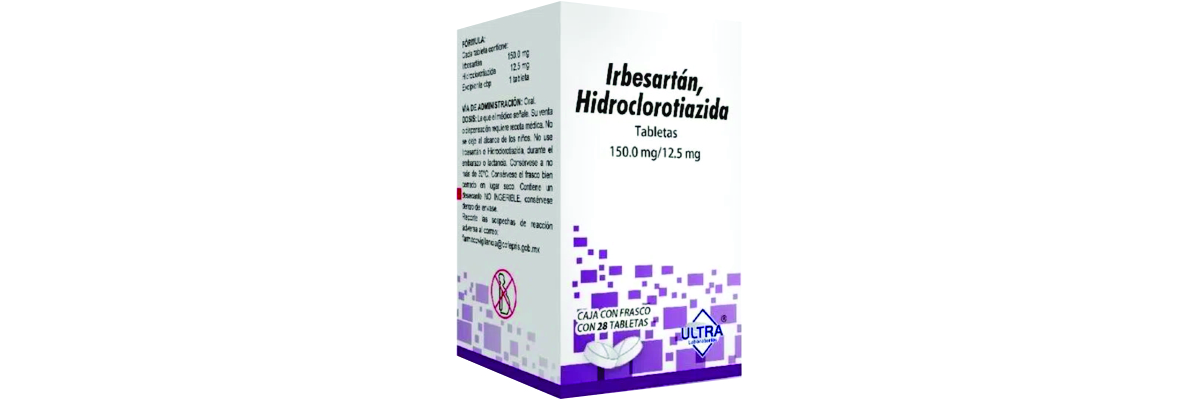 FÓRMULA:
Cada tableta contiene:
Irbesartán 150.0 mg
Hidroclorotiazida 12.5 mg
Excipiente cbp 1 tableta
VÍA DE ADMINISTRACIÓN: Oral.
DOSIS: La que el médico señale. Su venta
o dispensación requiere receta médica. No
se deje al alcance de los niños. No use
Irbesartán o Hidroclorotiazida, durante el
embarazo o lactancia. Consérvese a no
más de 30°C. Consérvese el frasco bien
cerrado en lugar seco. Contiene un
desecante NO INGERIBLE, consérvese
dentro de envase.
Reporte las sospechas de reacción
adversa al correo:
farmacovigilancia@cofepris.gob.mx
Irbesartán,
Hidroclorotiazida
Tabletas
150.0 mg/12.5 mg
CAJA CON FRASCO
CON 28 TABLETAS
ULTRA ®
Laboratorios